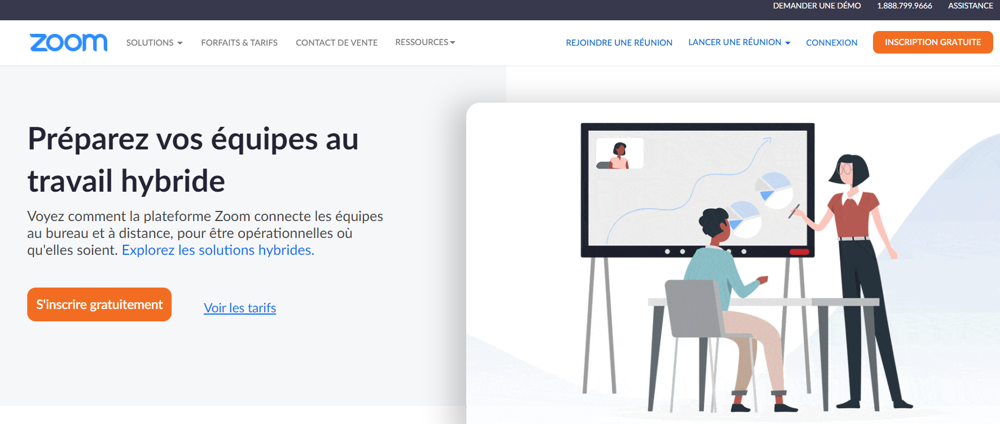 DEMANDER UNE DÉMO 1.888.799.9666 ASSISTANCE
zoom SOLUTIONS FORFAITS & TARIFS CONTACT DE VENTE RESSOURCES REJOINDRE UNE RÉUNION LANCER UNE RÉUNION CONNEXION INSCRIPTION GRATUITE
Préparez vos équipes au
travail hybride
Voyez comment la plateforme Zoom connecte les équipes
au bureau et à distance, pour être opérationnelles où
qu'elles soient. Explorez les solutions hybrides.
S'inscrire gratuitement Voir les tarifs